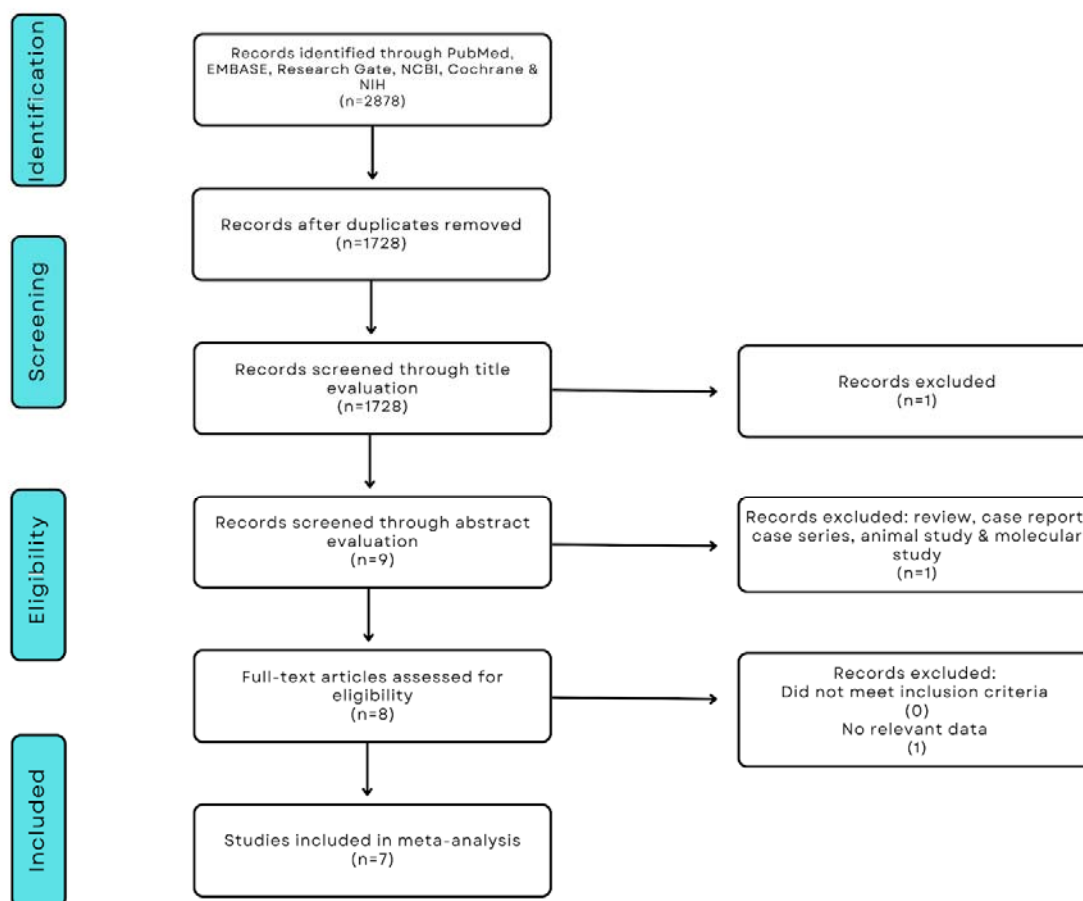 Identification
Records identified through PubMed,
EMBASE, Research Gate, NCBI, Cochrane &
NIH
(n=2878)
Records after duplicates removed
(n=1728)
Screening
Records screened through title
evaluation
(n=1728)
Records excluded
(n=1)
Eligibility
Records screened through abstract
evaluation
(n=9)
Records excluded: review, case report
case series, animal study & molecular
study
(n=1)
Full-text articles assessed for
eligibility
(n=8)
Records excluded:
Did not meet inclusion criteria
(0)
No relevant data
(1)
Included
Studies included in meta-analysis
(n=7)